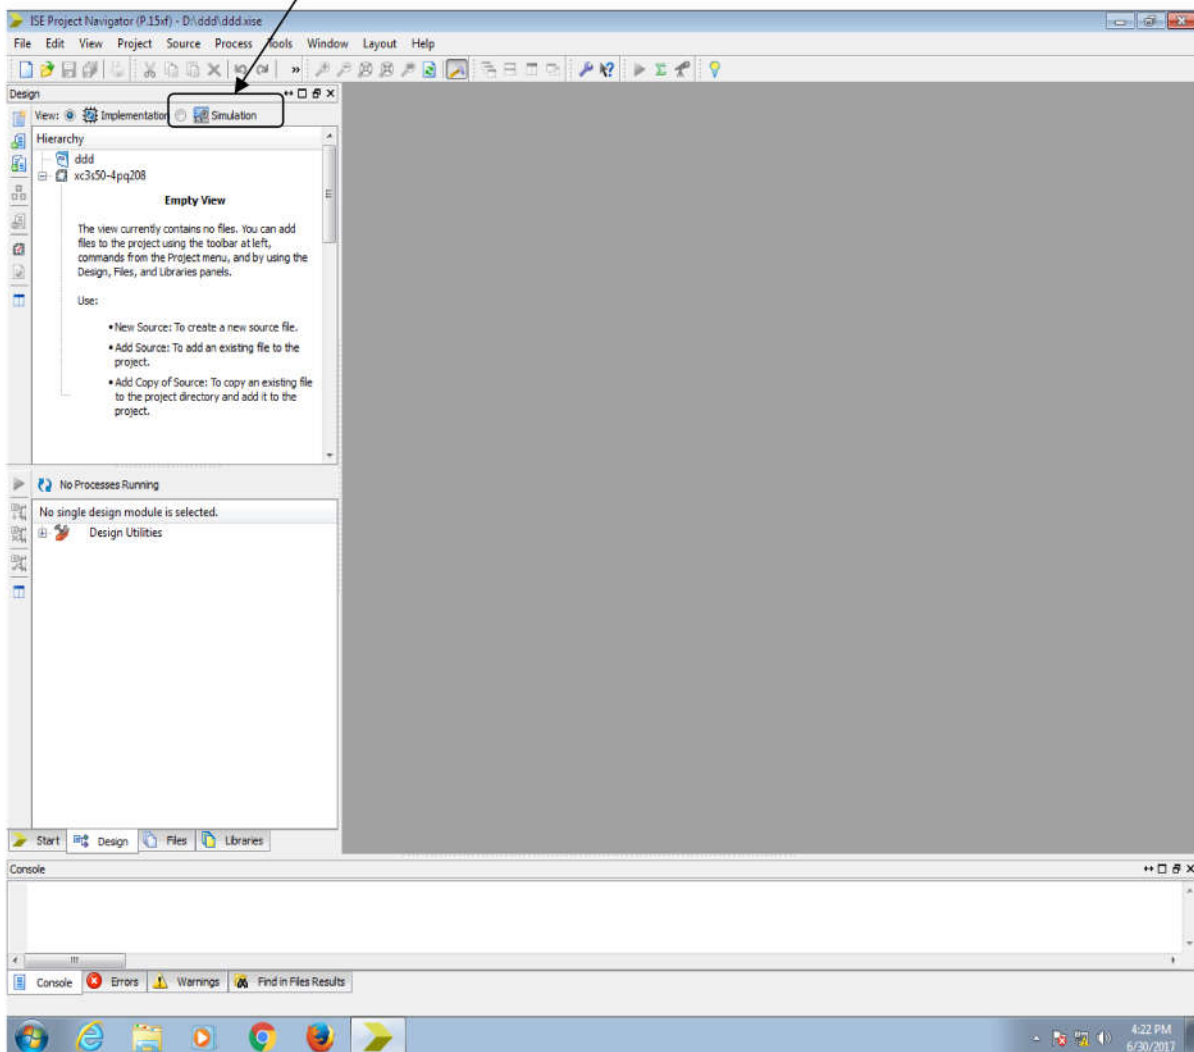 ISE Project Navigator (P.15xf) - D:\ddd\ddd.xise
File Edit View Project Source Process Tools Window Layout Help
Design
View: Implementation Simulation
Hierarchy
ddd
xc3s50-4pq208
Empty View
The view currently contains no files. You can add
files to the project using the toolbar at left,
commands from the Project menu, and by using the
Design, Files, and Libraries panels.
Use:
•New Source: To create a new source file.
•Add Source: To add an existing file to the
project.
•Add Copy of Source: To copy an existing file
to the project directory and add it to the
project.
No Processes Running
No single design module is selected.
Design Utilities
Start Design Files Libraries
Console
Console Errors Warnings Find in Files Results
4:22 PM
6/30/2017